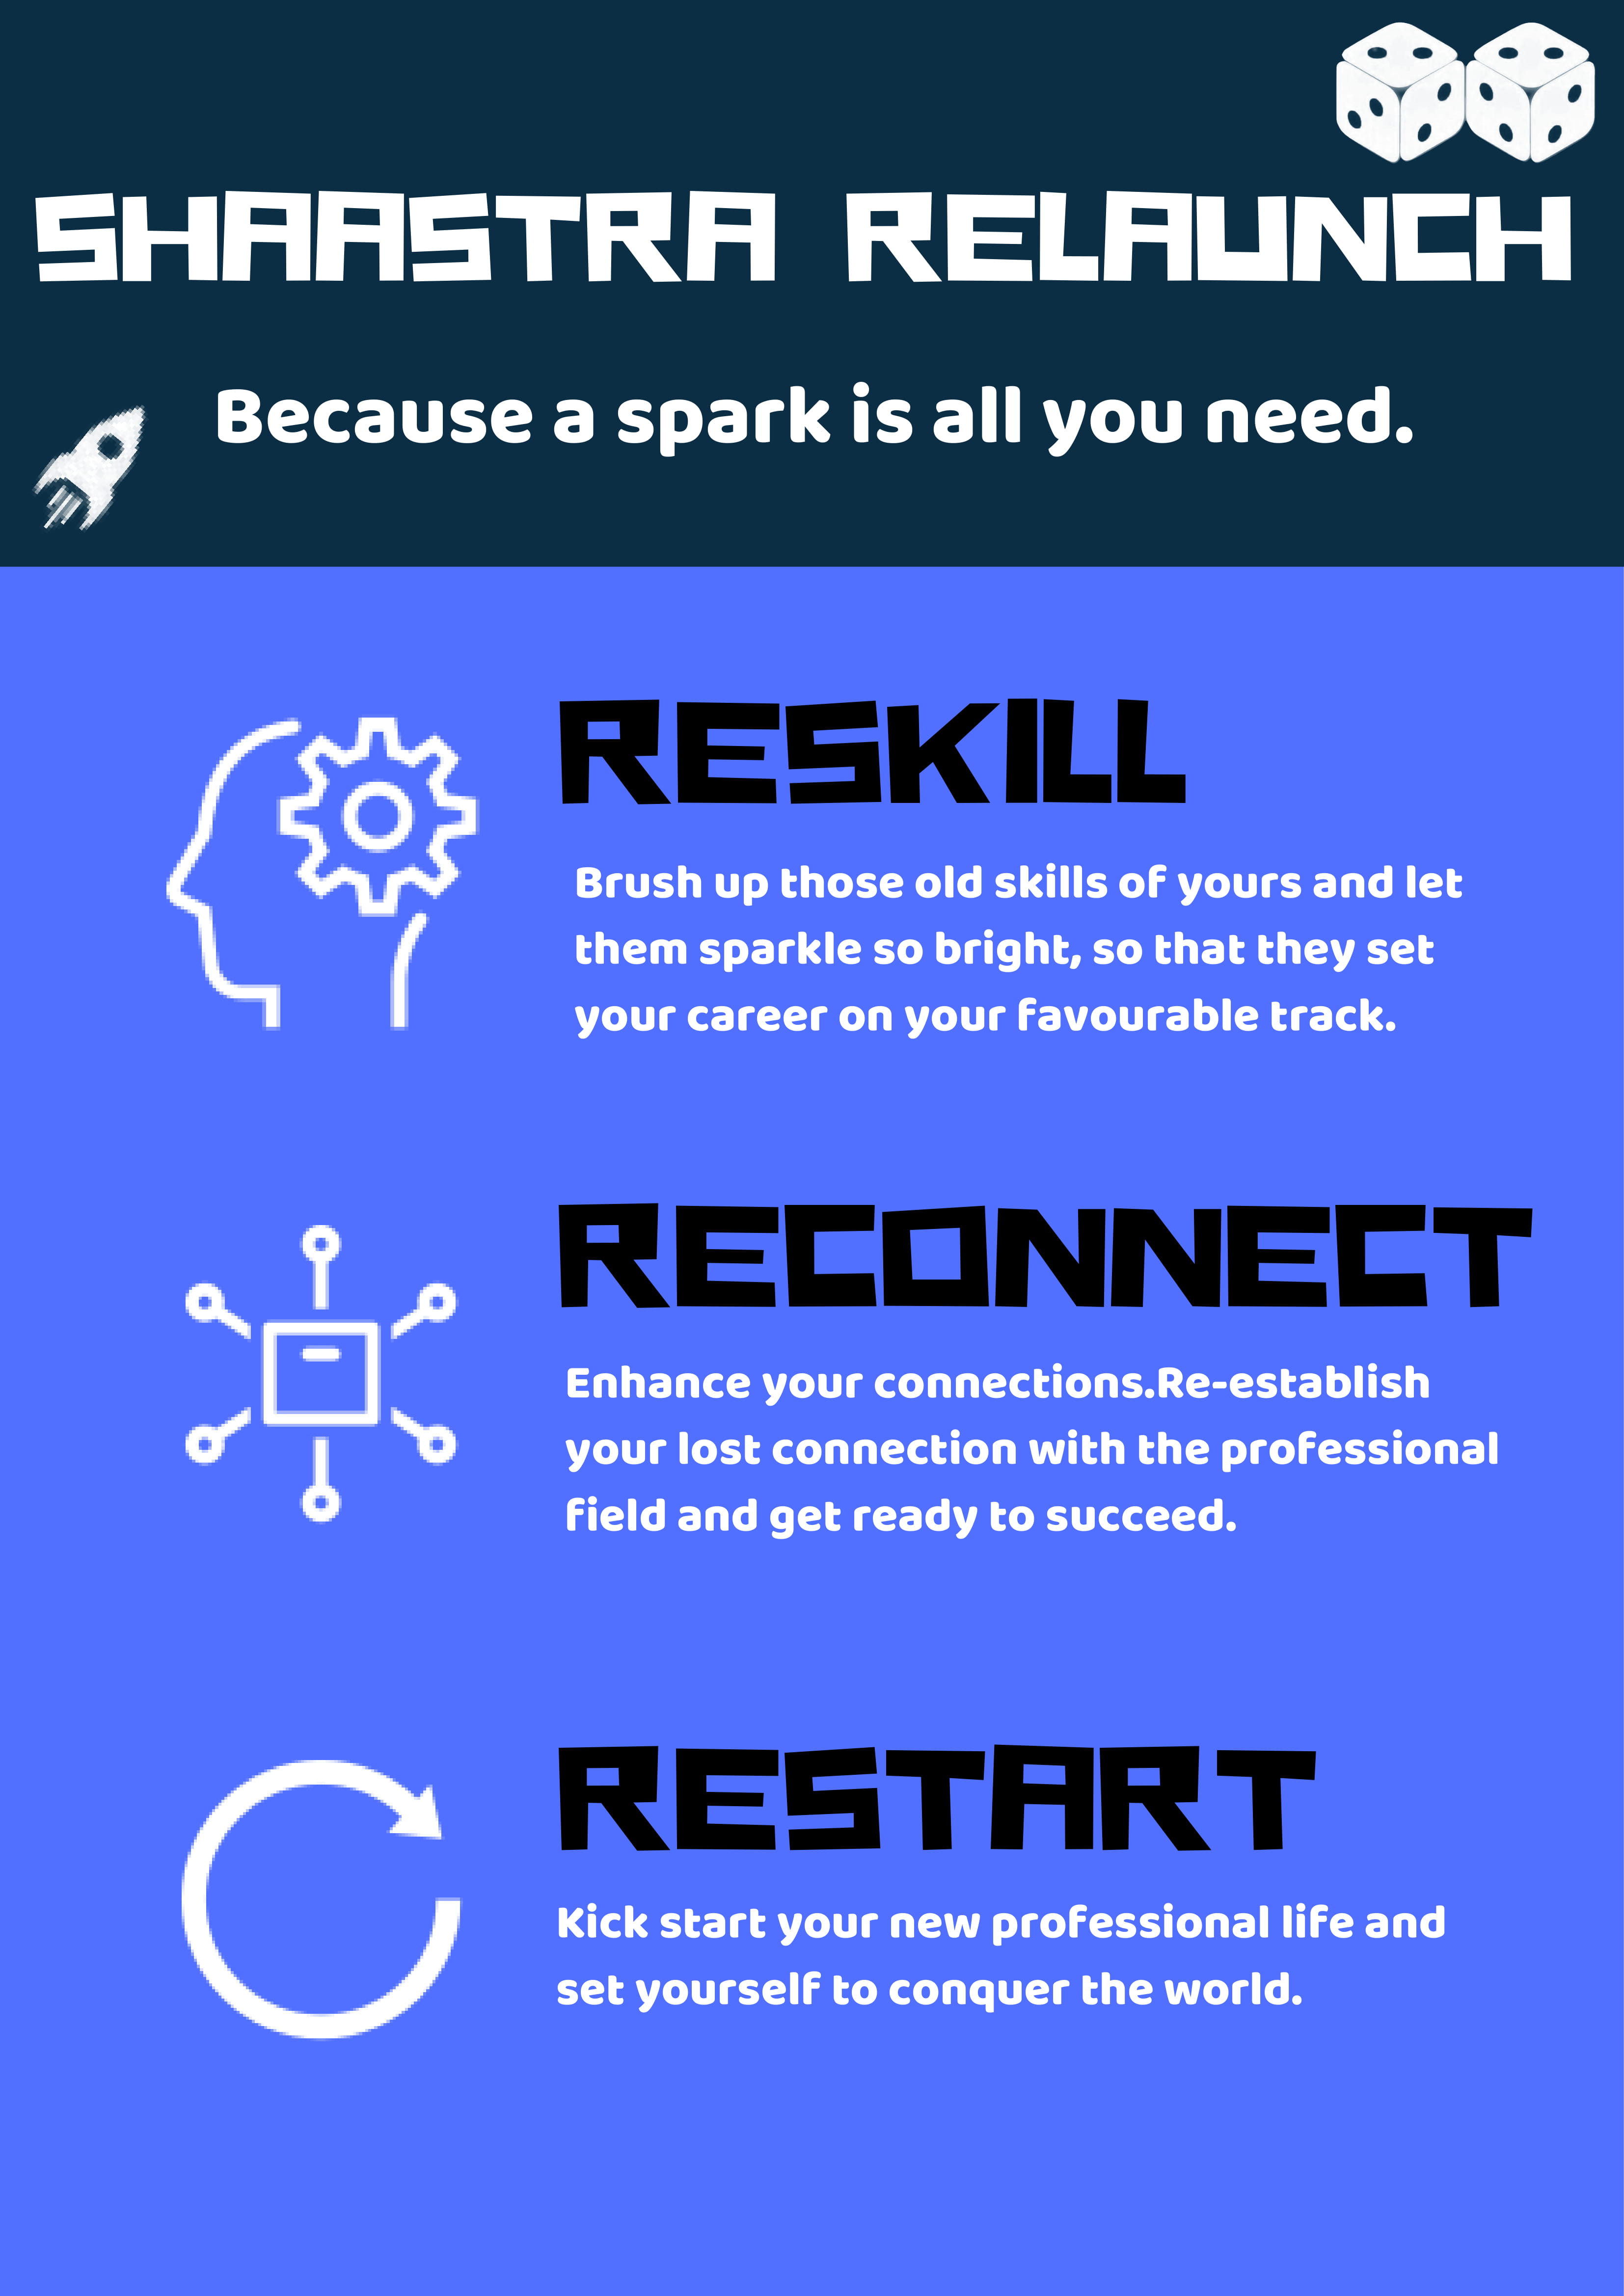 SHAASTRA RELAUNCH
Because a spark is all you need.
RESKILL
Brush up those old skills of yours and let
them sparkle so bright, so that they set
your career on your favourable track.
RECONNECT
Enhance your connections.Re-establish
your lost connection with the professional
field and get ready to succeed.
RESTART
Kick start your new professional life and
set yourself to conquer the world.